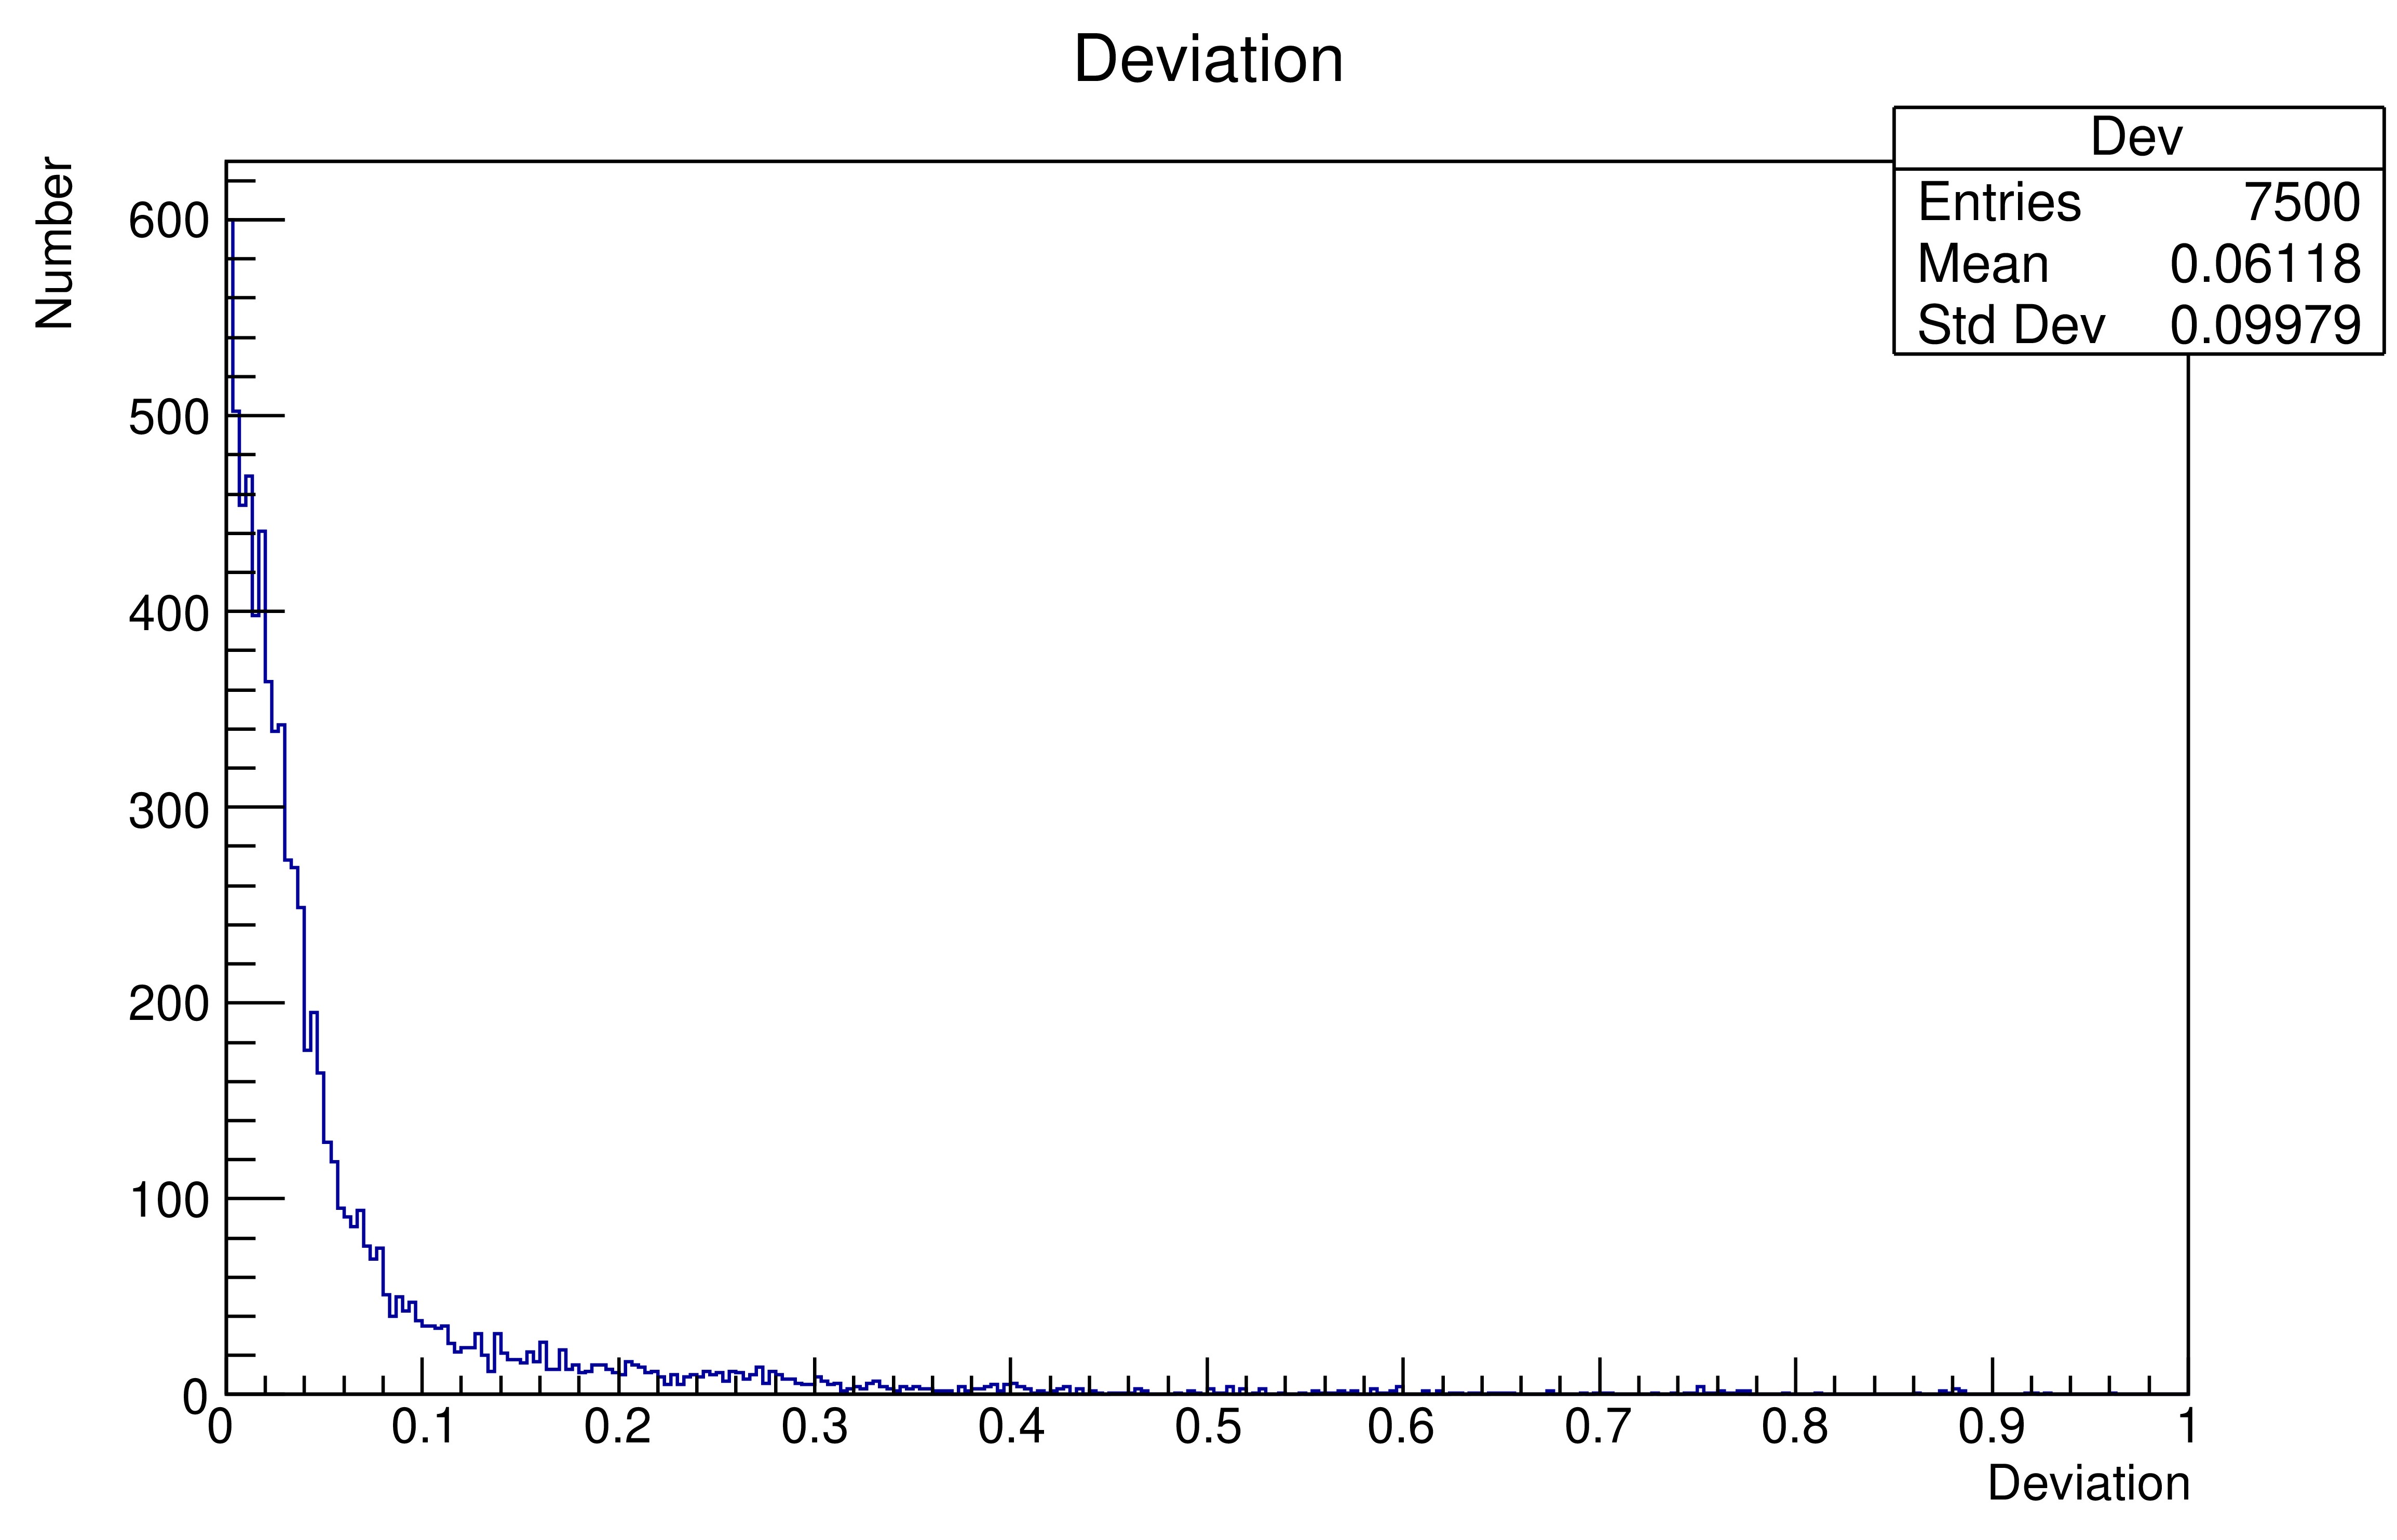 Deviation
Dev
Entries 7500
Mean 0.06118
Std Dev 0.09979
Number
600
500
400
300
200
100
0
0 0.1 0.2 0.3 0.4 0.5 0.6 0.7 0.8 0.9 1
Deviation